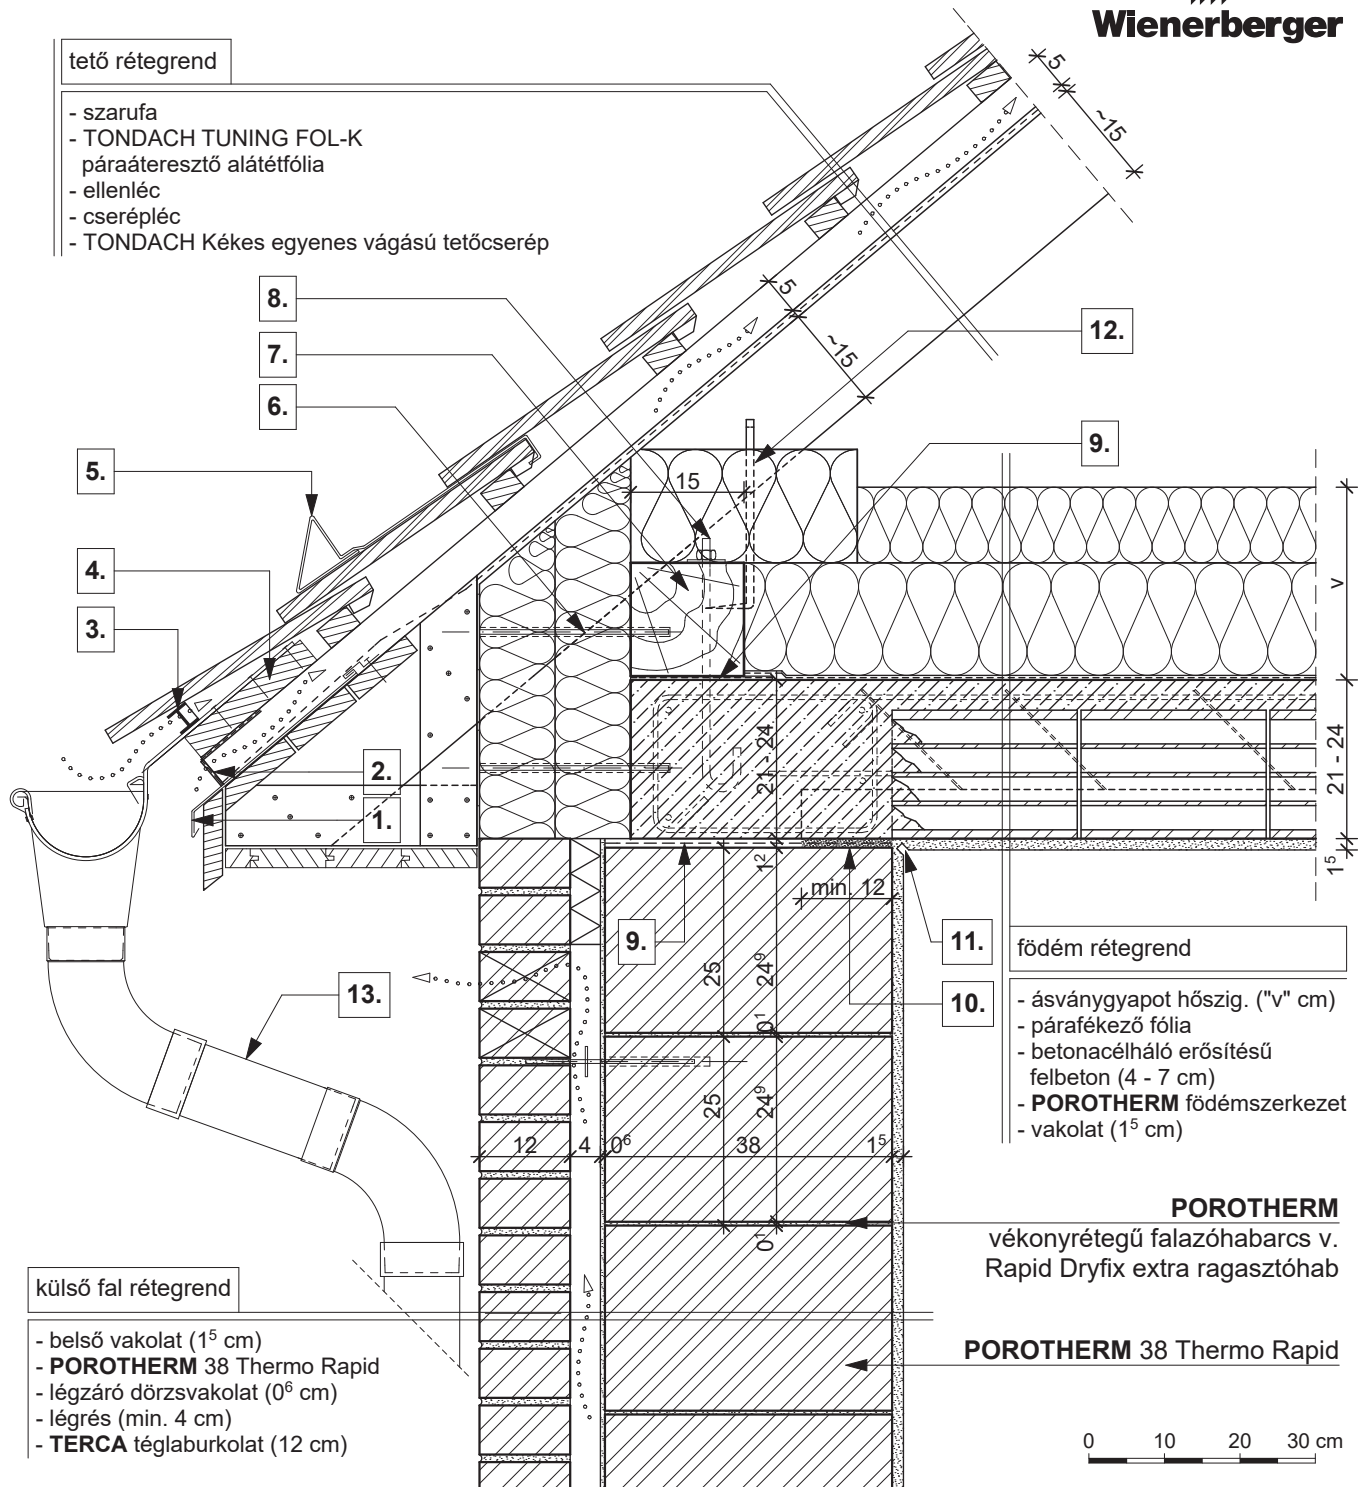 Wienerberger
tető rétegrend
- szarufa
- TONDACH TUNING FOL-K
páraáteresztő alátétfólia
- ellenléc
- cserépléc
- TONDACH Kékes egyenes vágású tetőcserép
5
~15
8.
7.
6.
5
~15
12.
9.
5.
15
4.
3.
v
2.
1.
21 - 24
21 - 24
1⁵
1²
min. 12
9.
11.
10.
13.
25
24⁹
0¹
25
24⁹
0¹
12
4
0⁶
38
1⁵
födém rétegrend
- ásványgyapot hőszig. ("v" cm)
- párafékező fólia
- betonacélháló erősítésű
felbeton (4 - 7 cm)
- POROTHERM födémszerkezet
- vakolat (1⁵ cm)
POROTHERM
vékonyrétegű falazóhabarcs v.
Rapid Dryfix extra ragasztóhab
POROTHERM 38 Thermo Rapid
külső fal rétegrend
- belső vakolat (1⁵ cm)
- POROTHERM 38 Thermo Rapid
- légzáró dörzsvakolat (0⁶ cm)
- légrés (min. 4 cm)
- TERCA téglaburkolat (12 cm)
0 10 20 30 cm